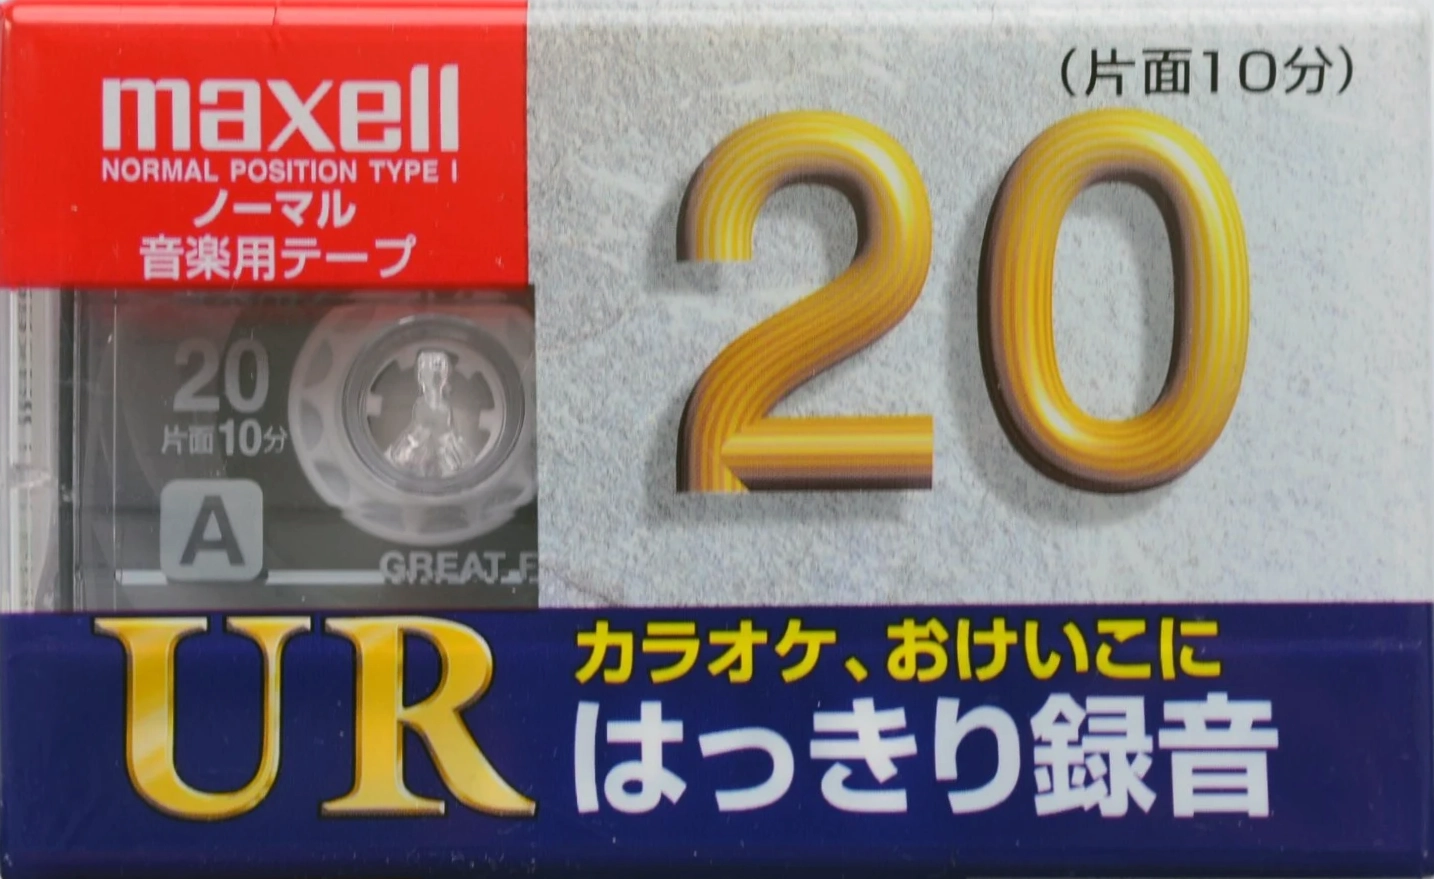 maxell
NORMAL POSITION TYPE I
ノーマル
音楽用テープ
(片面10分)
20
20
片面10分
A
GREAT
UR
カラオケ、おけいこに
はっきり録音